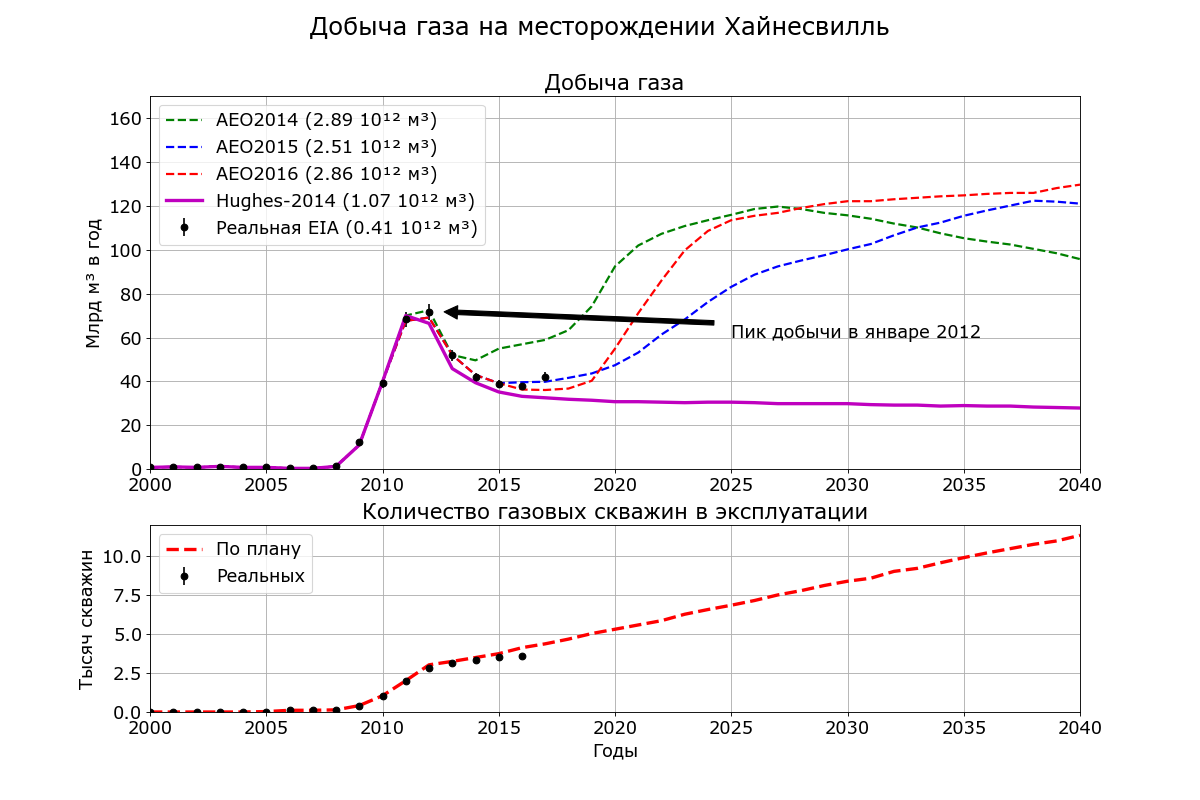 Добыча газа на месторождении Хайнесвилль
Добыча газа
Млрд м³ в год
160
140
120
100
80
60
40
20
0
AEO2014 (2.89 10¹² м³)
AEO2015 (2.51 10¹² м³)
AEO2016 (2.86 10¹² м³)
Hughes-2014 (1.07 10¹² м³)
Реальная EIA (0.41 10¹² м³)
Пик добычи в январе 2012
2000 2005 2010 2015 2020 2025 2030 2035 2040
Количество газовых скважин в эксплуатации
Тысяч скважин
10.0
7.5
5.0
2.5
0.0
По плану
Реальных
2000 2005 2010 2015 2020 2025 2030 2035 2040
Годы